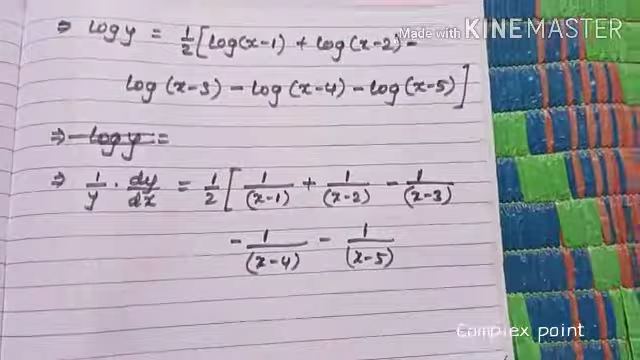 ⇒ log y = 1/2 [log(x-1) + log(x-2) -
log(x-3) - log(x-4) - log(x-5)]
⇒ log y =
⇒ 1/y · dy/dx = 1/2 [ 1/(x-1) + 1/(x-2) - 1/(x-3)
- 1/(x-4) - 1/(x-5)
Made with KINEMASTER
Complex point